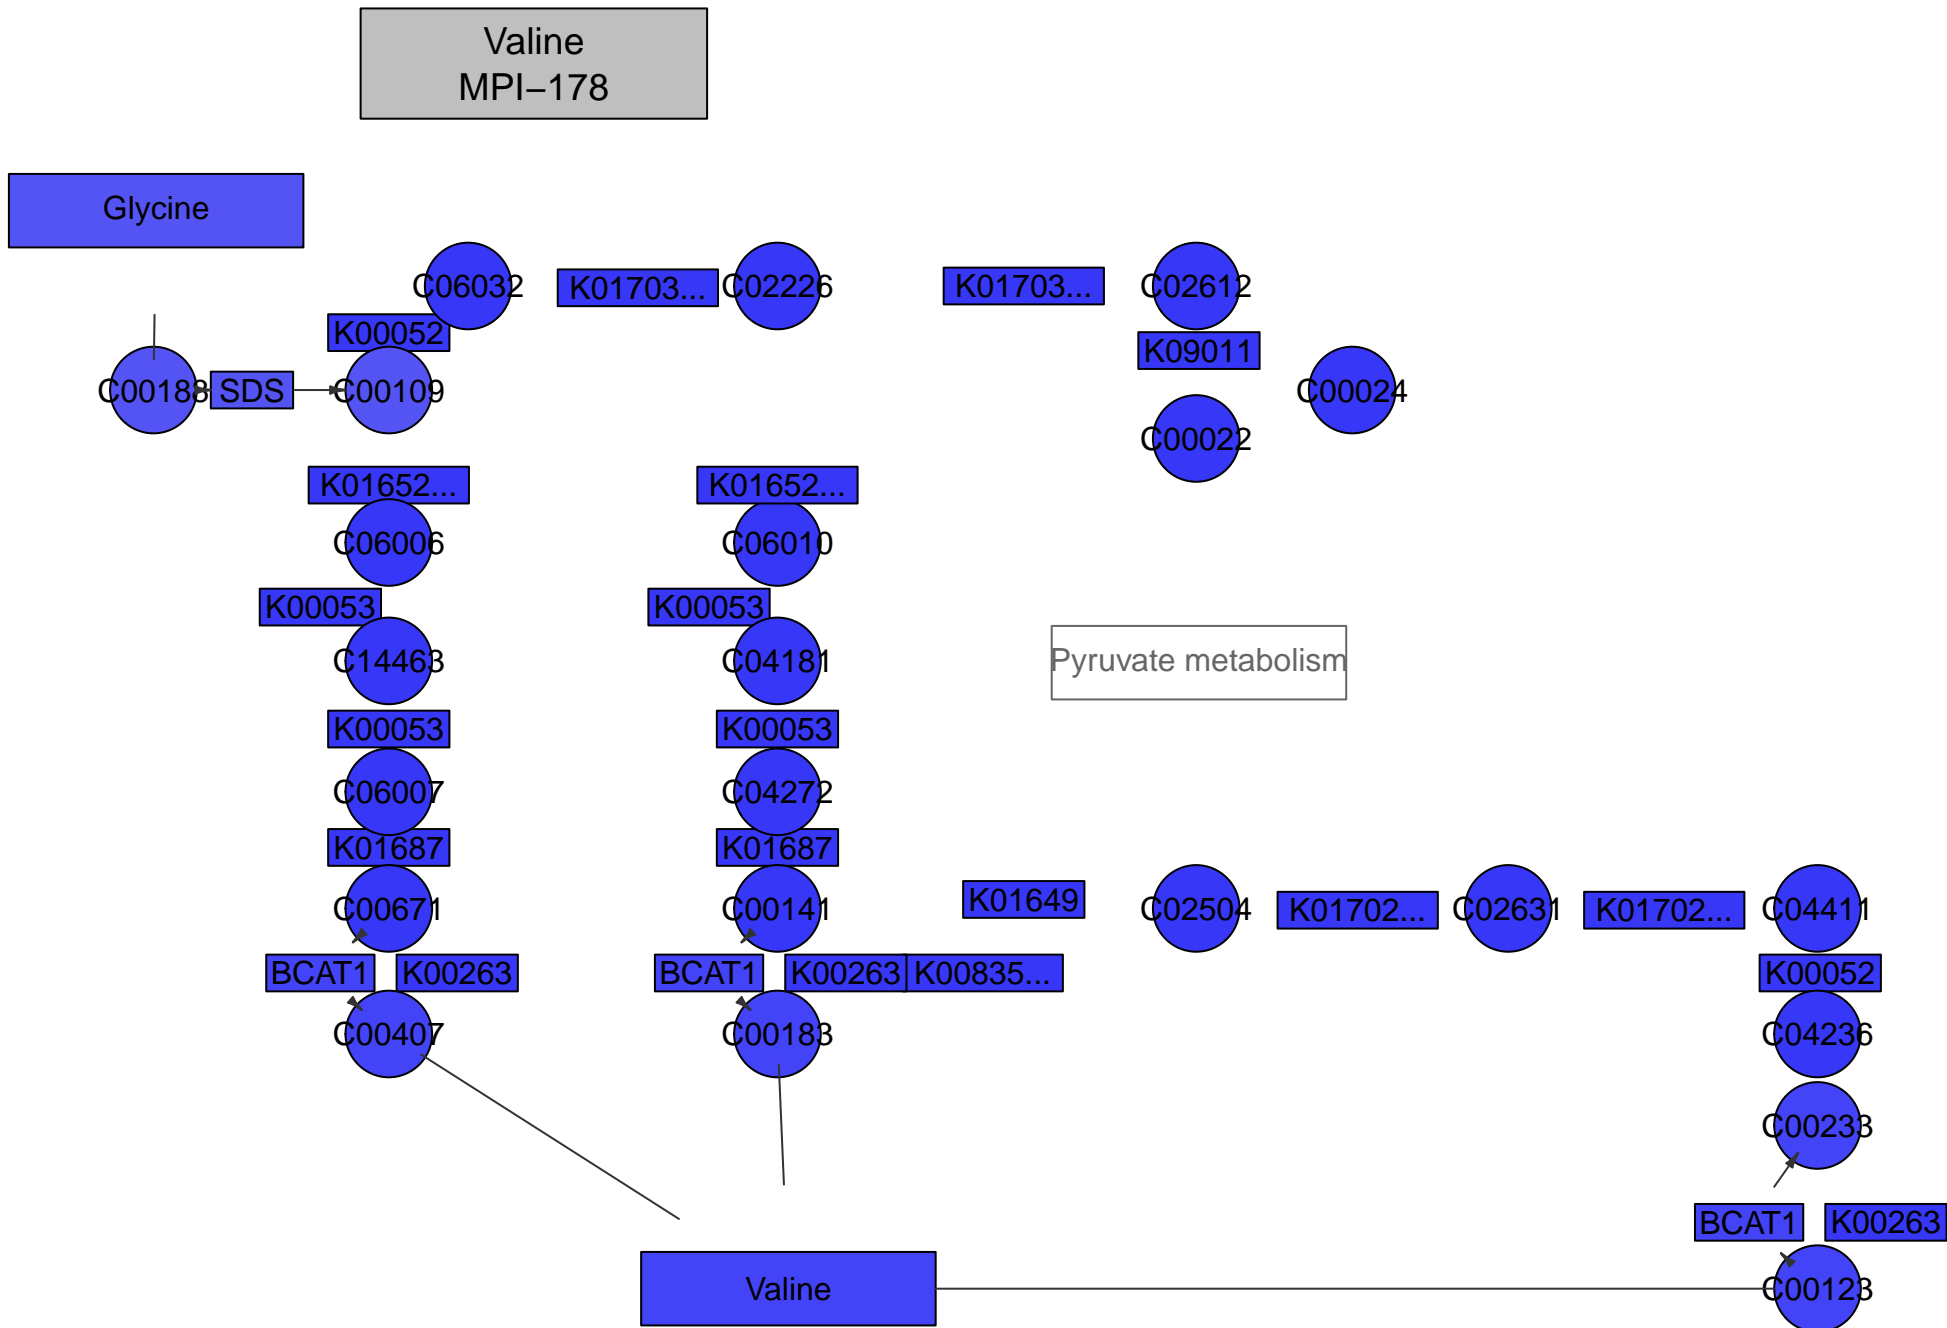 Valine
MPI−178
Glycine
C06032
K01703...
C02226
K01703...
C02612
K00052
K09011
C00188
SDS
C00109
C00024
C00022
K01652...
K01652...
C06006
C06010
K00053
K00053
C14463
C04181
Pyruvate metabolism
K00053
K00053
C06007
C04272
K01687
K01687
C00671
C00141
K01649
C02504
K01702...
C02631
K01702...
C04411
BCAT1
K00263
BCAT1
K00263
K00835...
K00052
C00407
C00183
C04236
C00233
BCAT1
K00263
Valine
C00123